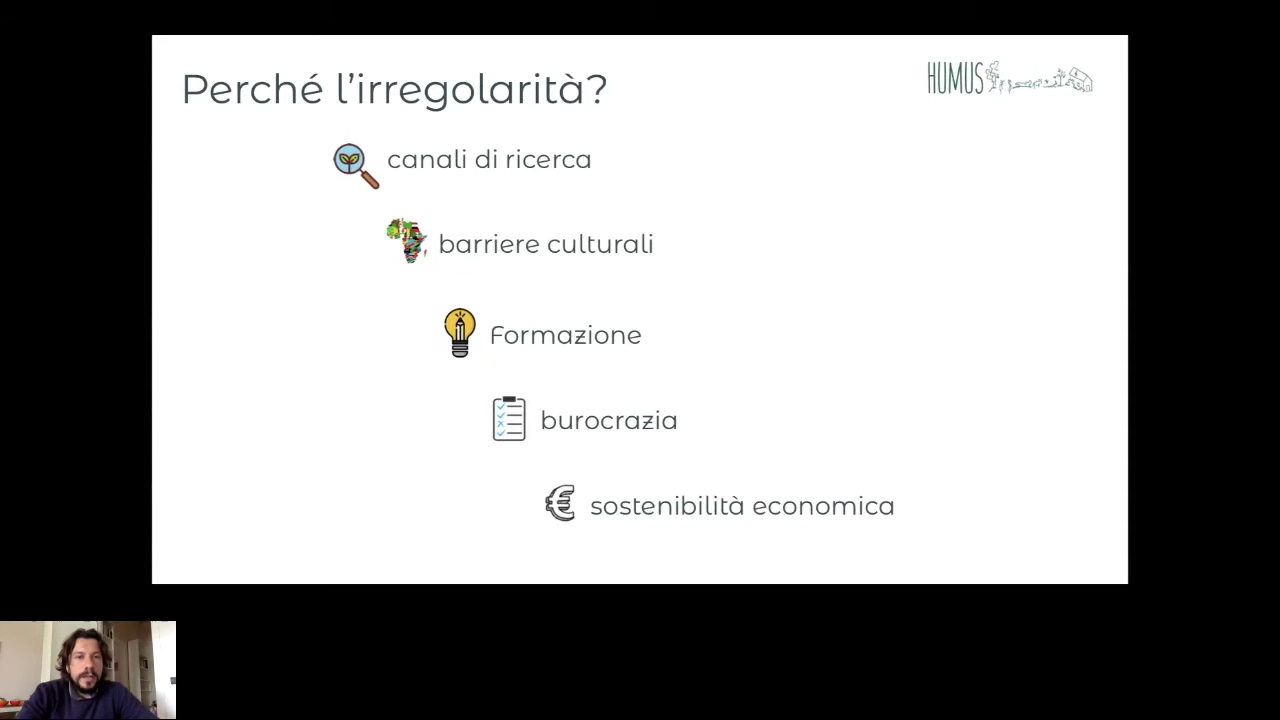 Perché l'irregolarità?
HUMUS
canali di ricerca
barriere culturali
Formazione
burocrazia
€ sostenibilità economica